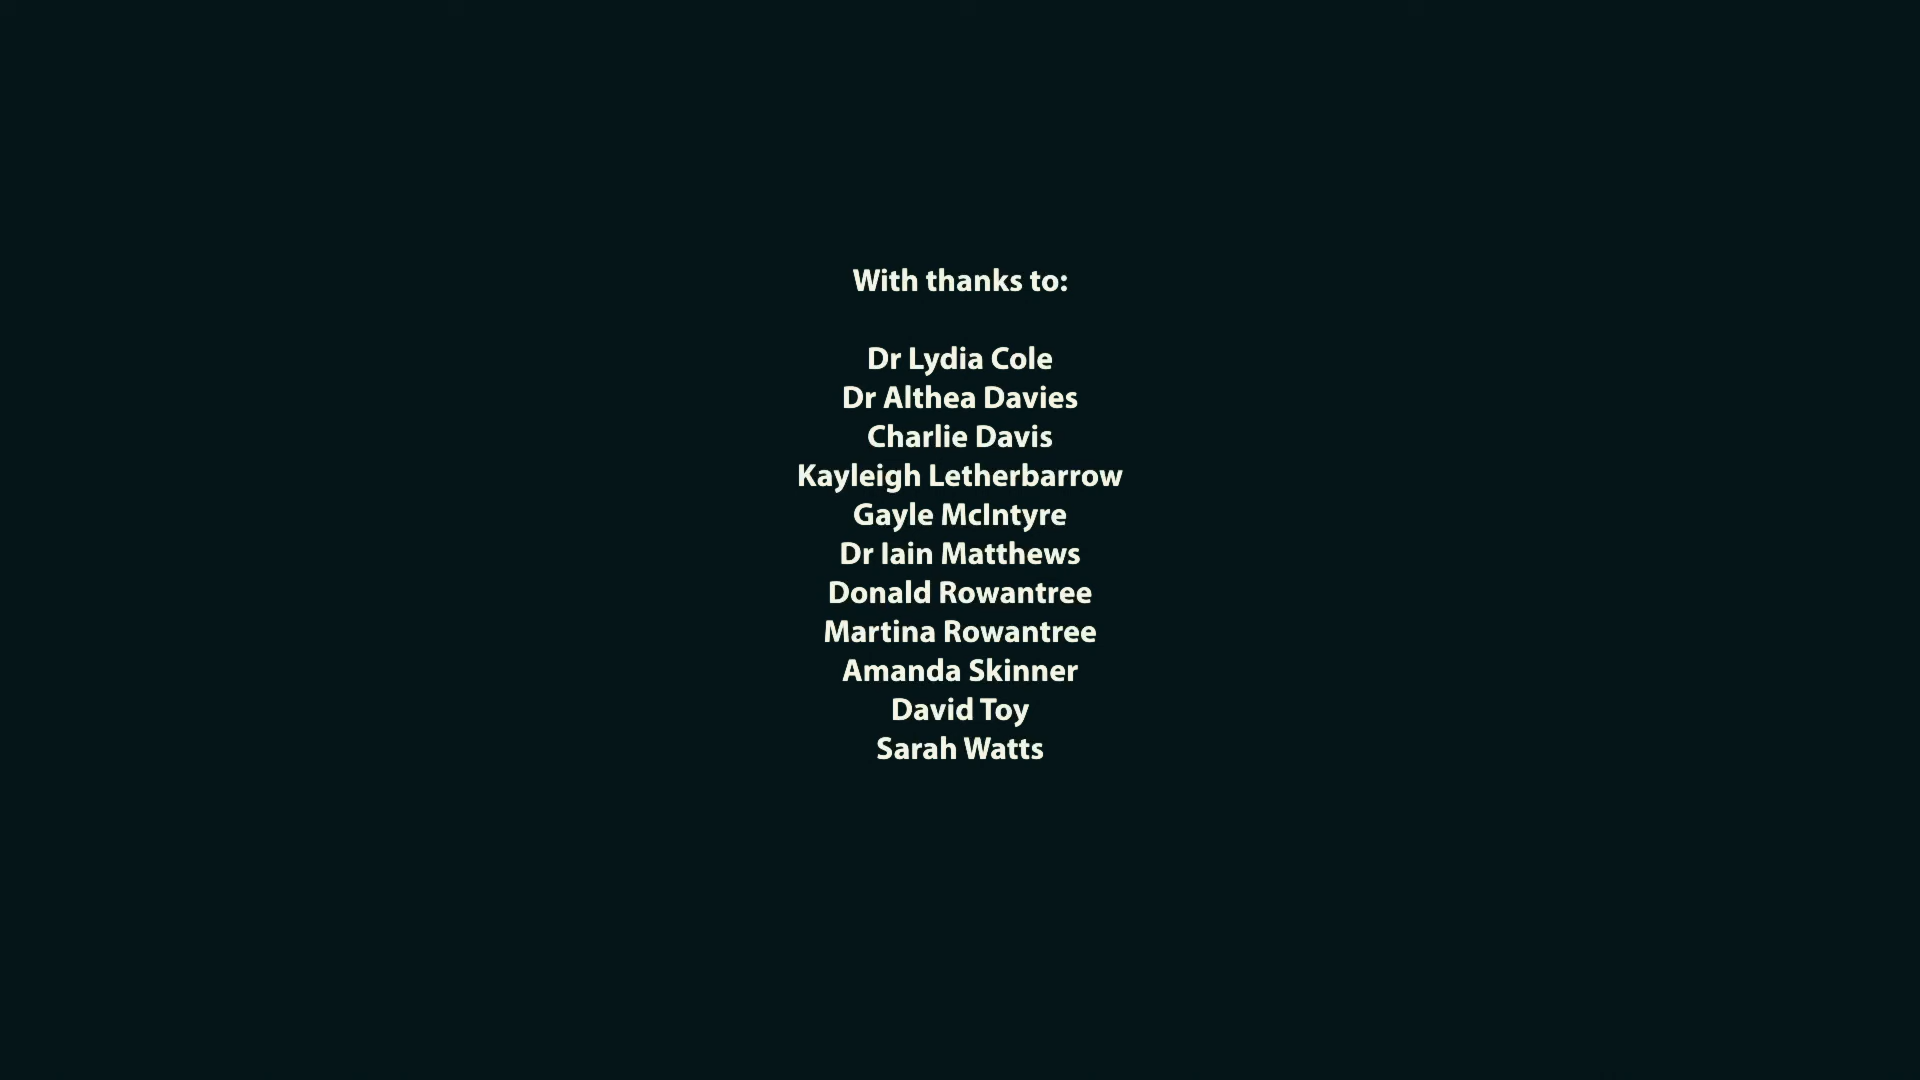 With thanks to:
Dr Lydia Cole
Dr Althea Davies
Charlie Davis
Kayleigh Letherbarrow
Gayle McIntyre
Dr Iain Matthews
Donald Rowantree
Martina Rowantree
Amanda Skinner
David Toy
Sarah Watts